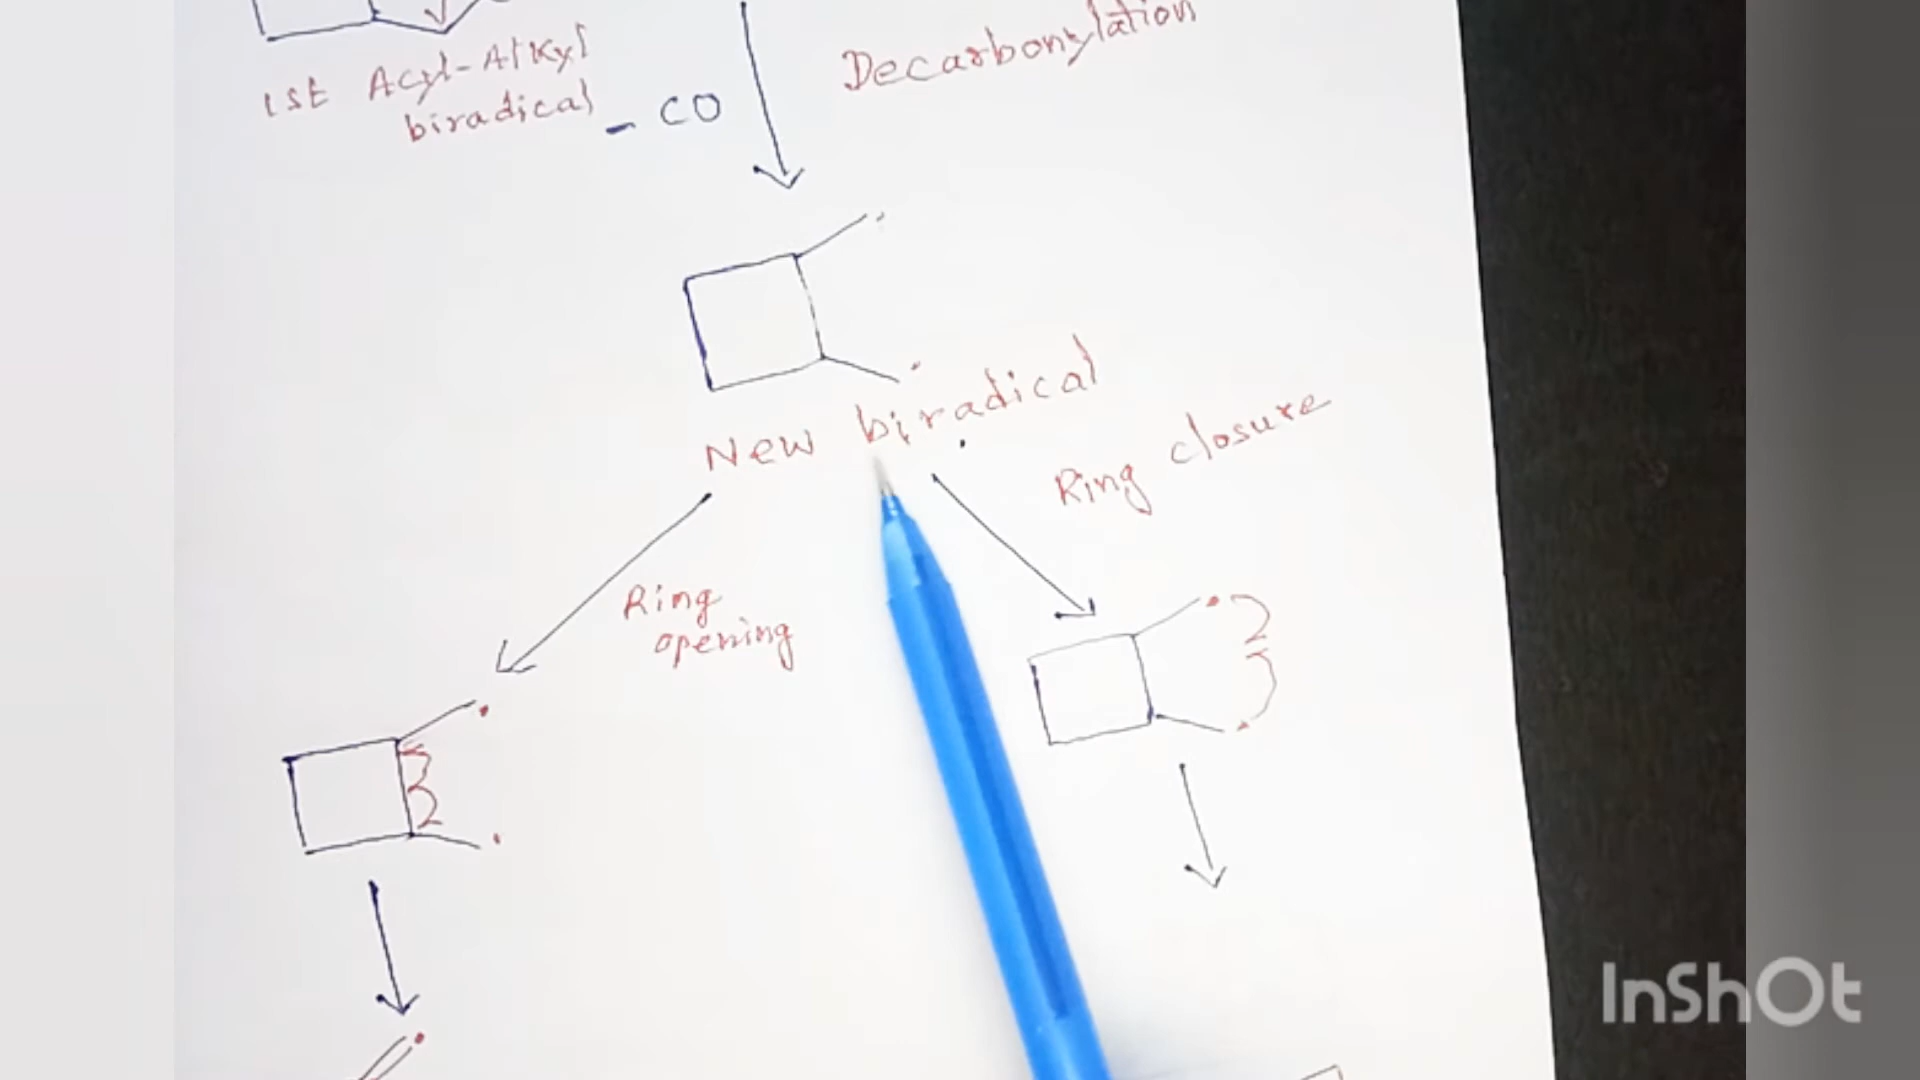 1st Acyl-Alkyl
biradical
- CO
Decarbonylation
New biradical
Ring closure
Ring
opening
InShOt